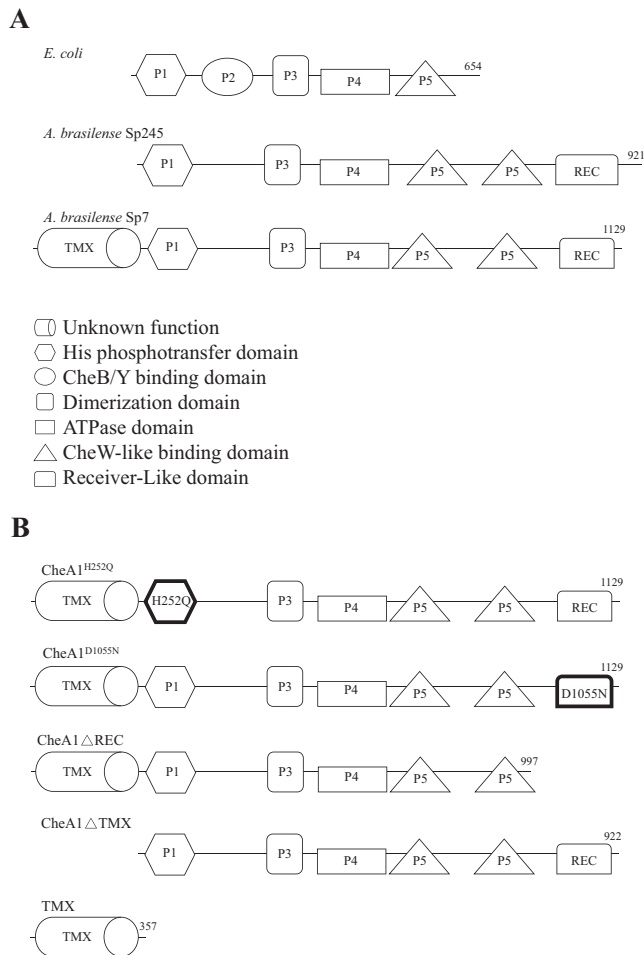 A
E. coli
P1 P2 P3 P4 P5 654
A. brasilense Sp245
P1 P3 P4 P5 P5 REC 921
A. brasilense Sp7
TMX P1 P3 P4 P5 P5 REC 1129
Unknown function
His phosphotransfer domain
CheB/Y binding domain
Dimerization domain
ATPase domain
CheW-like binding domain
Receiver-Like domain
B
CheA1H252Q
TMX H252Q P3 P4 P5 P5 REC 1129
CheA1D1055N
TMX P1 P3 P4 P5 P5 D1055N 1129
CheA1△REC
TMX P1 P3 P4 P5 P5 997
CheA1△TMX
P1 P3 P4 P5 P5 REC 922
TMX
TMX 357